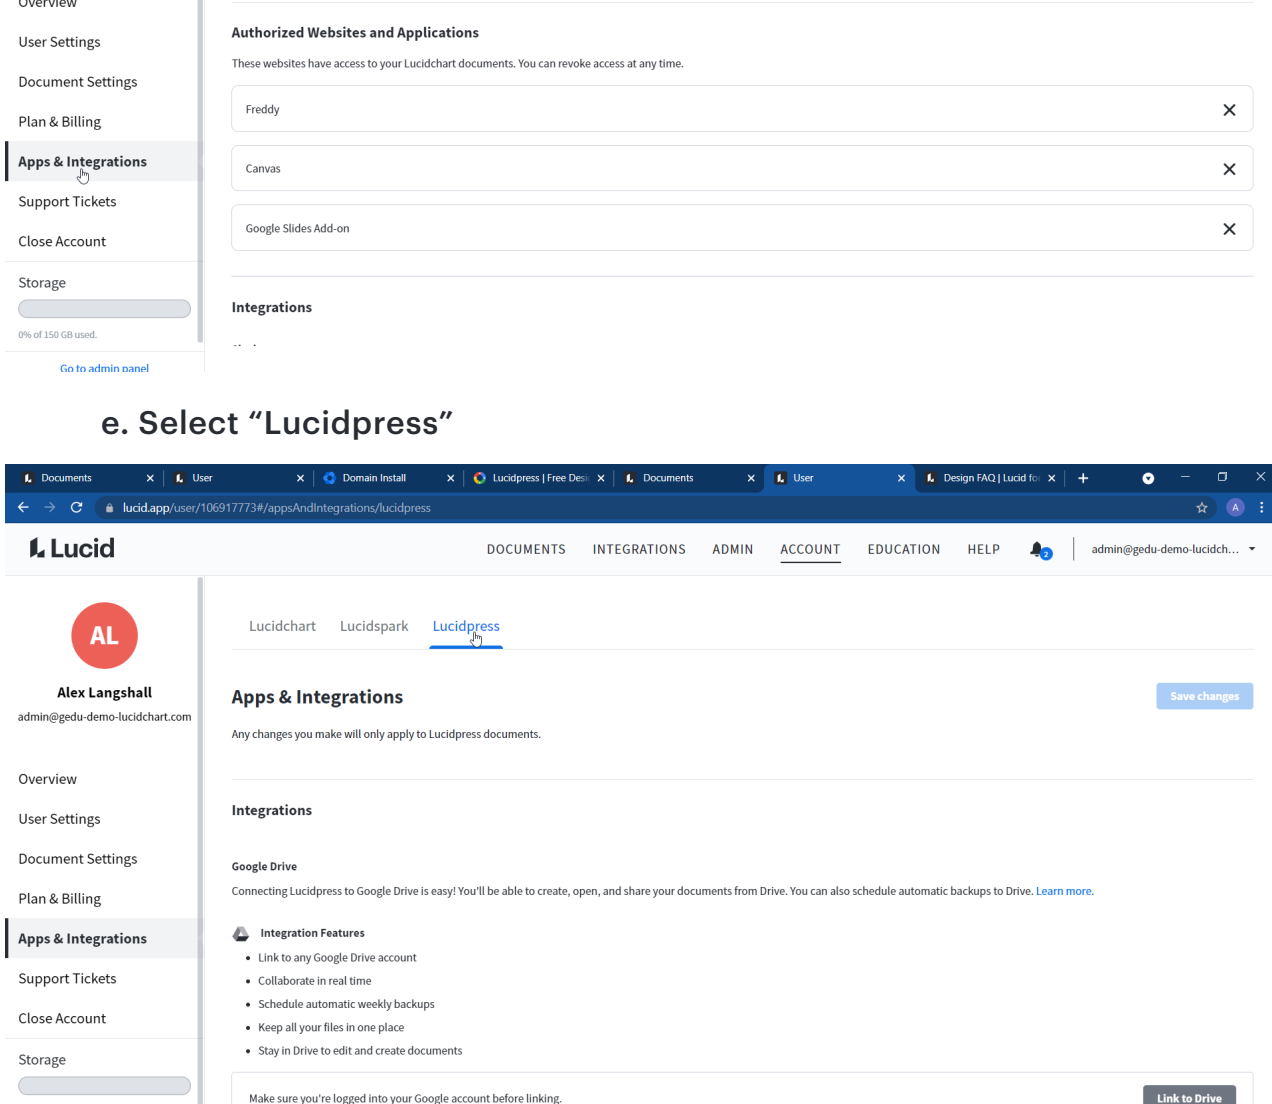 Overview
User Settings
Document Settings
Plan & Billing
Apps & Integrations
Support Tickets
Close Account
Storage
0% of 150 GB used.
Go to admin panel
Authorized Websites and Applications
These websites have access to your Lucidchart documents. You can revoke access at any time.
Freddy
Canvas
Google Slides Add-on
Integrations
e. Select “Lucidpress”
Documents
User
Domain Install
Lucidpress | Free Desi
Documents
User
Design FAQ | Lucid fo
lucid.app/user/106917773#/appsAndIntegrations/lucidpress
A
Lucid
DOCUMENTS INTEGRATIONS ADMIN ACCOUNT EDUCATION HELP 2 admin@gedu-demo-lucidch...
AL
Alex Langshall
admin@gedu-demo-lucidchart.com
Overview
User Settings
Document Settings
Plan & Billing
Apps & Integrations
Support Tickets
Close Account
Storage
Lucidchart Lucidspark Lucidpress
Apps & Integrations
Save changes
Any changes you make will only apply to Lucidpress documents.
Integrations
Google Drive
Connecting Lucidpress to Google Drive is easy! You'll be able to create, open, and share your documents from Drive. You can also schedule automatic backups to Drive. Learn more.
Integration Features
• Link to any Google Drive account
• Collaborate in real time
• Schedule automatic weekly backups
• Keep all your files in one place
• Stay in Drive to edit and create documents
Make sure you're logged into your Google account before linking.
Link to Drive